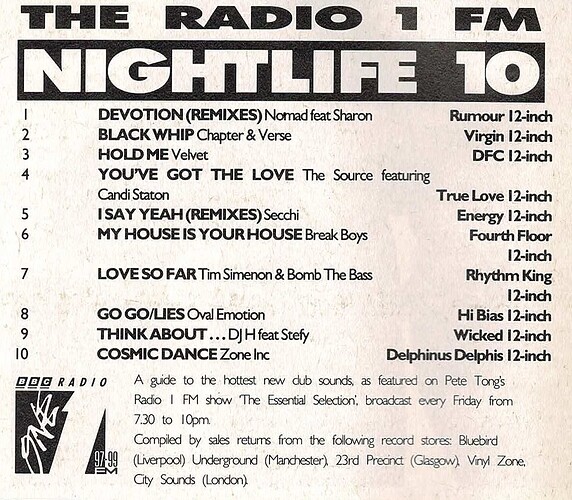 THE RADIO 1 FM
NIGHTLIFE 10
1 DEVOTION (REMIXES) Nomad feat Sharon Rumour 12-inch
2 BLACK WHIP Chapter & Verse Virgin 12-inch
3 HOLD ME Velvet DFC 12-inch
4 YOU'VE GOT THE LOVE The Source featuring
Candi Staton True Love 12-inch
5 I SAY YEAH (REMIXES) Secchi Energy 12-inch
6 MY HOUSE IS YOUR HOUSE Break Boys Fourth Floor
12-inch
7 LOVE SO FAR Tim Simenon & Bomb The Bass Rhythm King
12-inch
8 GO GO/LIES Oval Emotion Hi Bias 12-inch
9 THINK ABOUT... DJ H feat Stefy Wicked 12-inch
10 COSMIC DANCE Zone Inc Delphinus Delphis 12-inch
BBC RADIO
1
97-99
FM
A guide to the hottest new club sounds, as featured on Pete Tong's
Radio 1 FM show 'The Essential Selection', broadcast every Friday from
7.30 to 10pm.
Compiled by sales returns from the following record stores: Bluebird
(Liverpool) Underground (Manchester), 23rd Precinct (Glasgow), Vinyl Zone,
City Sounds (London).